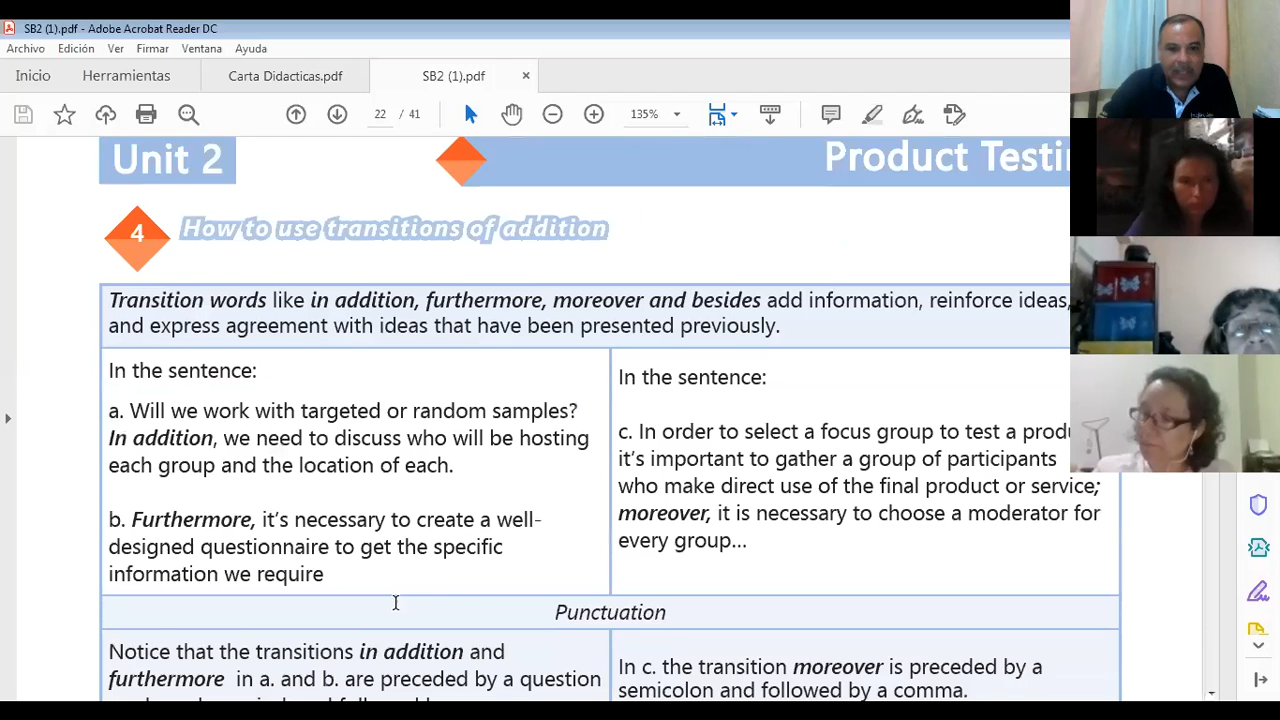 SB2 (1).pdf - Adobe Acrobat Reader DC
Archivo Edición Ver Firmar Ventana Ayuda
Inicio Herramientas Carta Didacticas.pdf SB2 (1).pdf ×
22 / 41 135%
Unit 2
Product Testin
4 How to use transitions of addition
Transition words like in addition, furthermore, moreover and besides add information, reinforce ideas,
and express agreement with ideas that have been presented previously.
In the sentence:
a. Will we work with targeted or random samples?
In addition, we need to discuss who will be hosting
each group and the location of each.
b. Furthermore, it's necessary to create a well-
designed questionnaire to get the specific
information we require
In the sentence:
c. In order to select a focus group to test a produ
it's important to gather a group of participants
who make direct use of the final product or service;
moreover, it is necessary to choose a moderator for
every group...
Punctuation
Notice that the transitions in addition and
furthermore in a. and b. are preceded by a question
In c. the transition moreover is preceded by a
semicolon and followed by a comma.